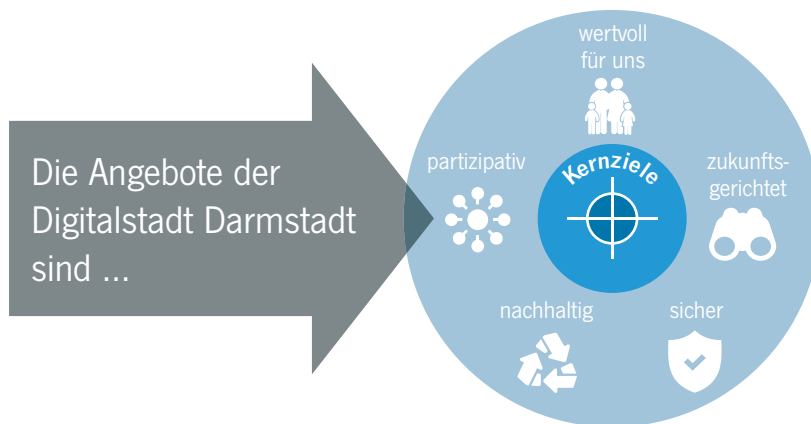 Die Angebote der
Digitalstadt Darmstadt
sind ...
wertvoll
für uns
partizipativ
Kernziele
zukunfts-
gerichtet
nachhaltig
sicher